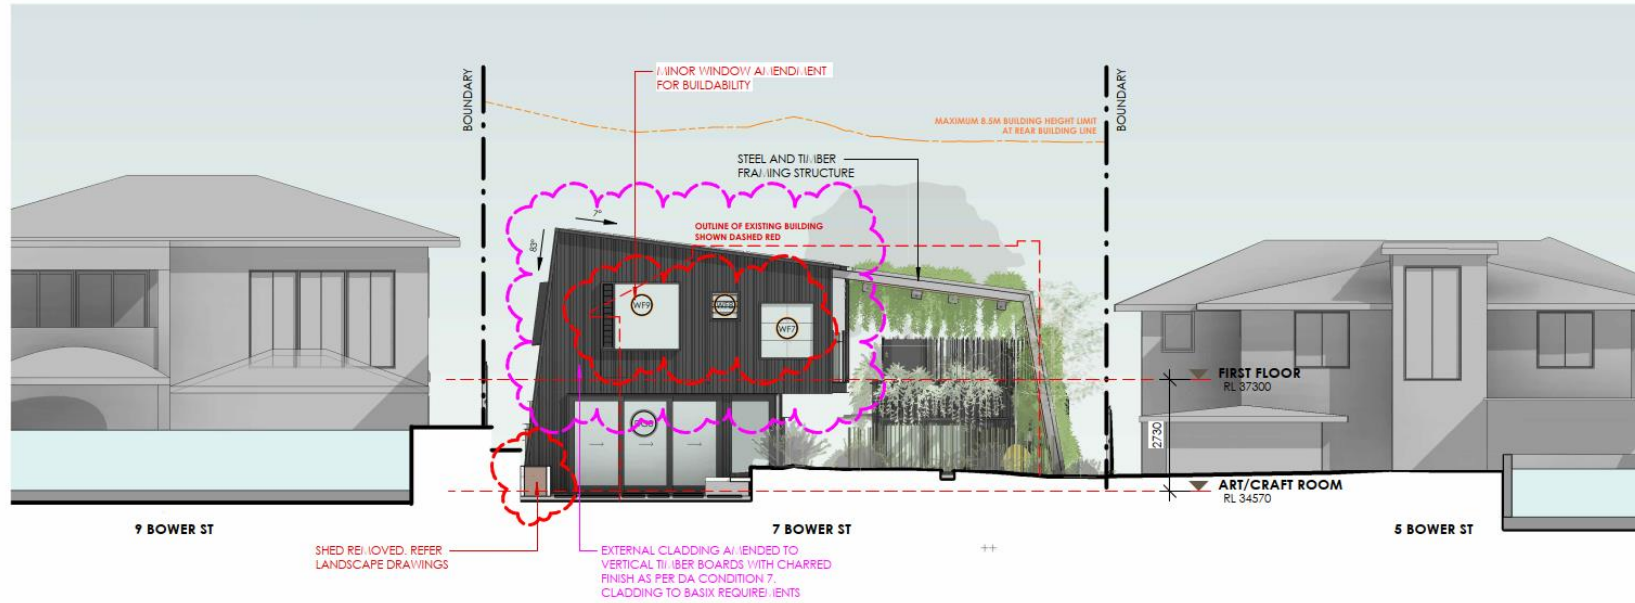 MINOR WINDOW AMENDMENT
FOR BUILDABILITY
BOUNDARY
BOUNDARY
MAXIMUM 8.5M BUILDING HEIGHT LIMIT
AT REAR BUILDING LINE
STEEL AND TIMBER
FRAMING STRUCTURE
7°
83°
OUTLINE OF EXISTING BUILDING
SHOWN DASHED RED
WF9
WF7
FIRST FLOOR
RL 37300
2730
ART/CRAFT ROOM
RL 34570
9 BOWER ST
7 BOWER ST
5 BOWER ST
SHED REMOVED. REFER
LANDSCAPE DRAWINGS
EXTERNAL CLADDING AMENDED TO
VERTICAL TIMBER BOARDS WITH CHARRED
FINISH AS PER DA CONDITION 7.
CLADDING TO BASIX REQUIREMENTS